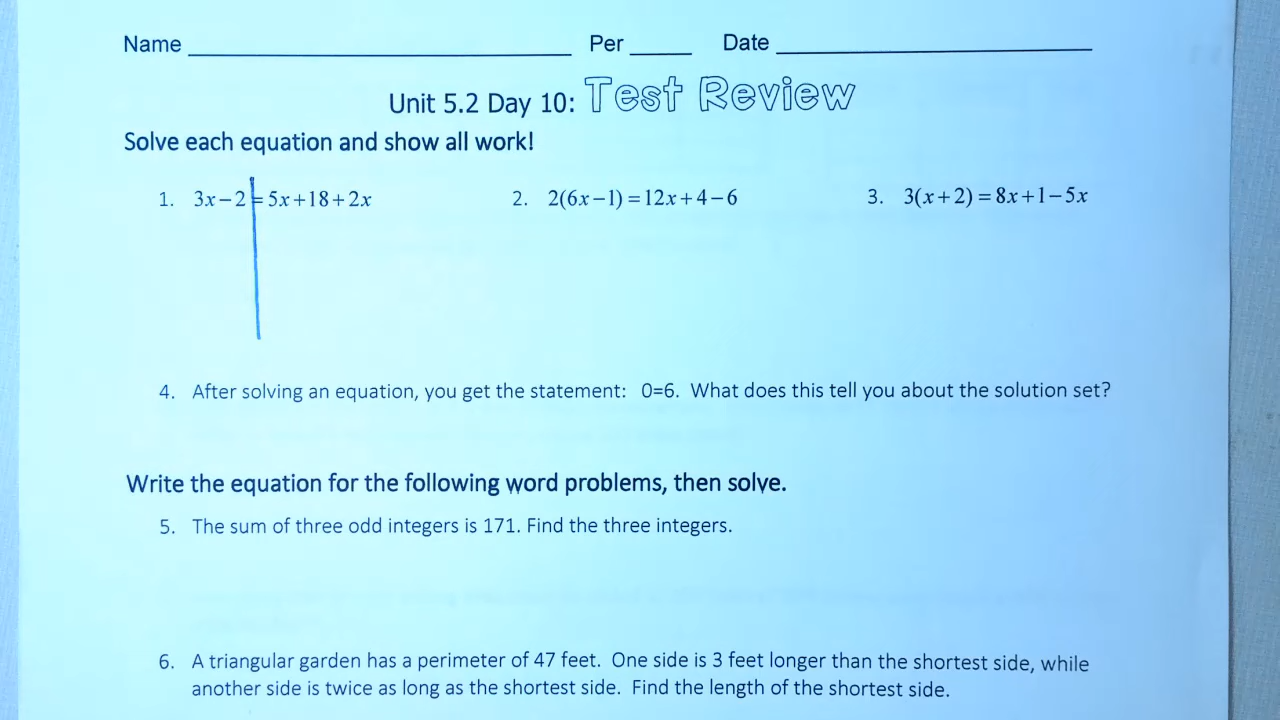 Name ____________ Per ____ Date ____________
Unit 5.2 Day 10: Test Review
Solve each equation and show all work!
1. 3x−2=5x+18+2x 2. 2(6x−1)=12x+4−6 3. 3(x+2)=8x+1−5x
4. After solving an equation, you get the statement: 0=6. What does this tell you about the solution set?
Write the equation for the following word problems, then solve.
5. The sum of three odd integers is 171. Find the three integers.
6. A triangular garden has a perimeter of 47 feet. One side is 3 feet longer than the shortest side, while
another side is twice as long as the shortest side. Find the length of the shortest side.